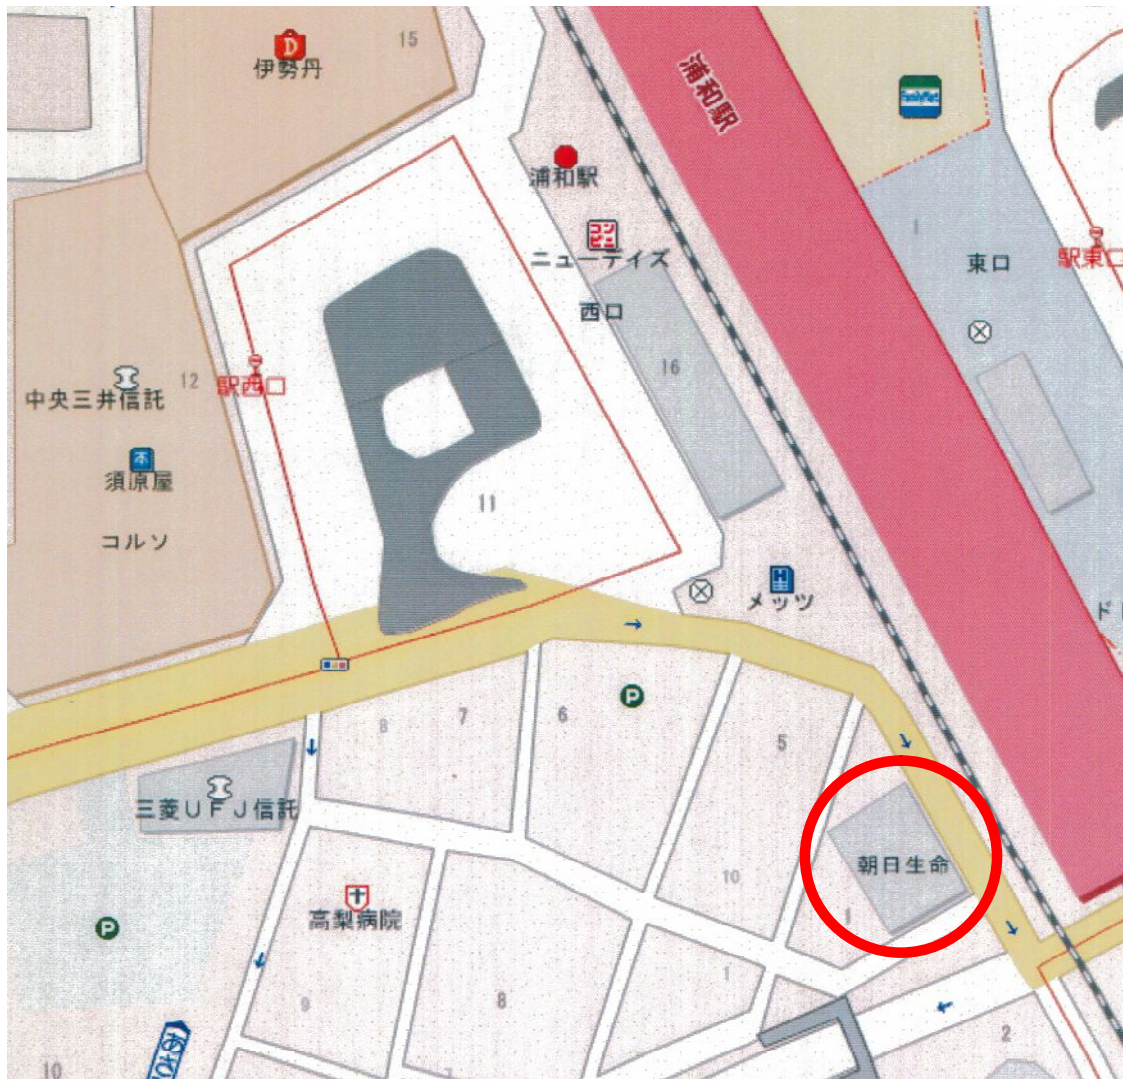 D
15
伊勢丹
浦和駅
FamilyMart
浦和駅
コンビニ
ニューデイズ
1
東口
駅東口
西口
16
中央三井信託
12
駅西口
本
須原屋
11
コルソ
H
メッツ
P
8
7
6
5
三菱UFJ信託
朝日生命
10
1
高梨病院
P
1
9
8
2
10
7